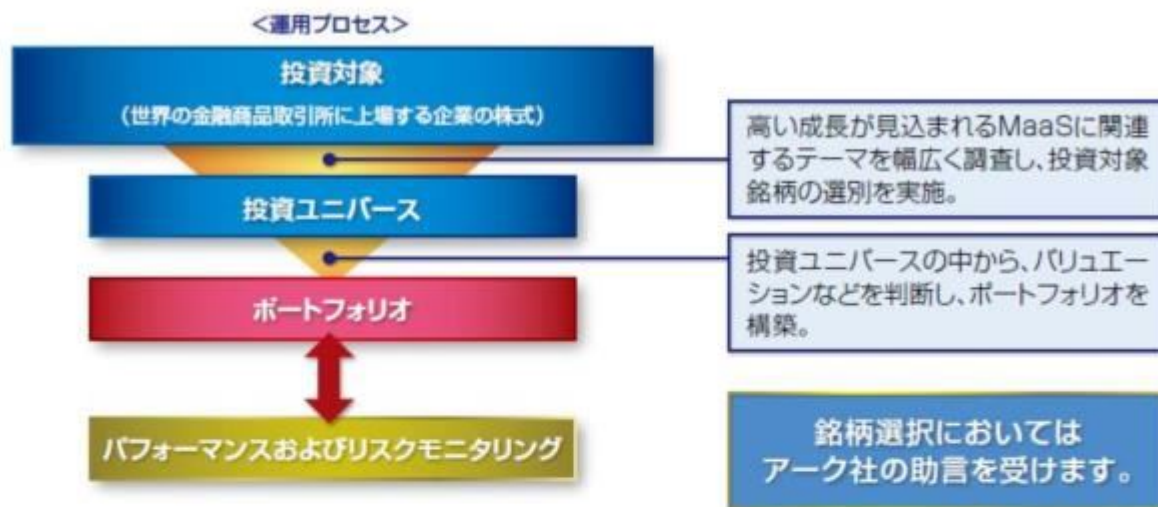 ＜運用プロセス＞
投資対象
（世界の金融商品取引所に上場する企業の株式）
高い成長が見込まれるMaaSに関連
するテーマを幅広く調査し、投資対象
銘柄の選別を実施。
投資ユニバース
投資ユニバースの中から、バリュエー
ションなどを判断し、ポートフォリオを
構築。
ポートフォリオ
パフォーマンスおよびリスクモニタリング
銘柄選択においては
アーク社の助言を受けます。